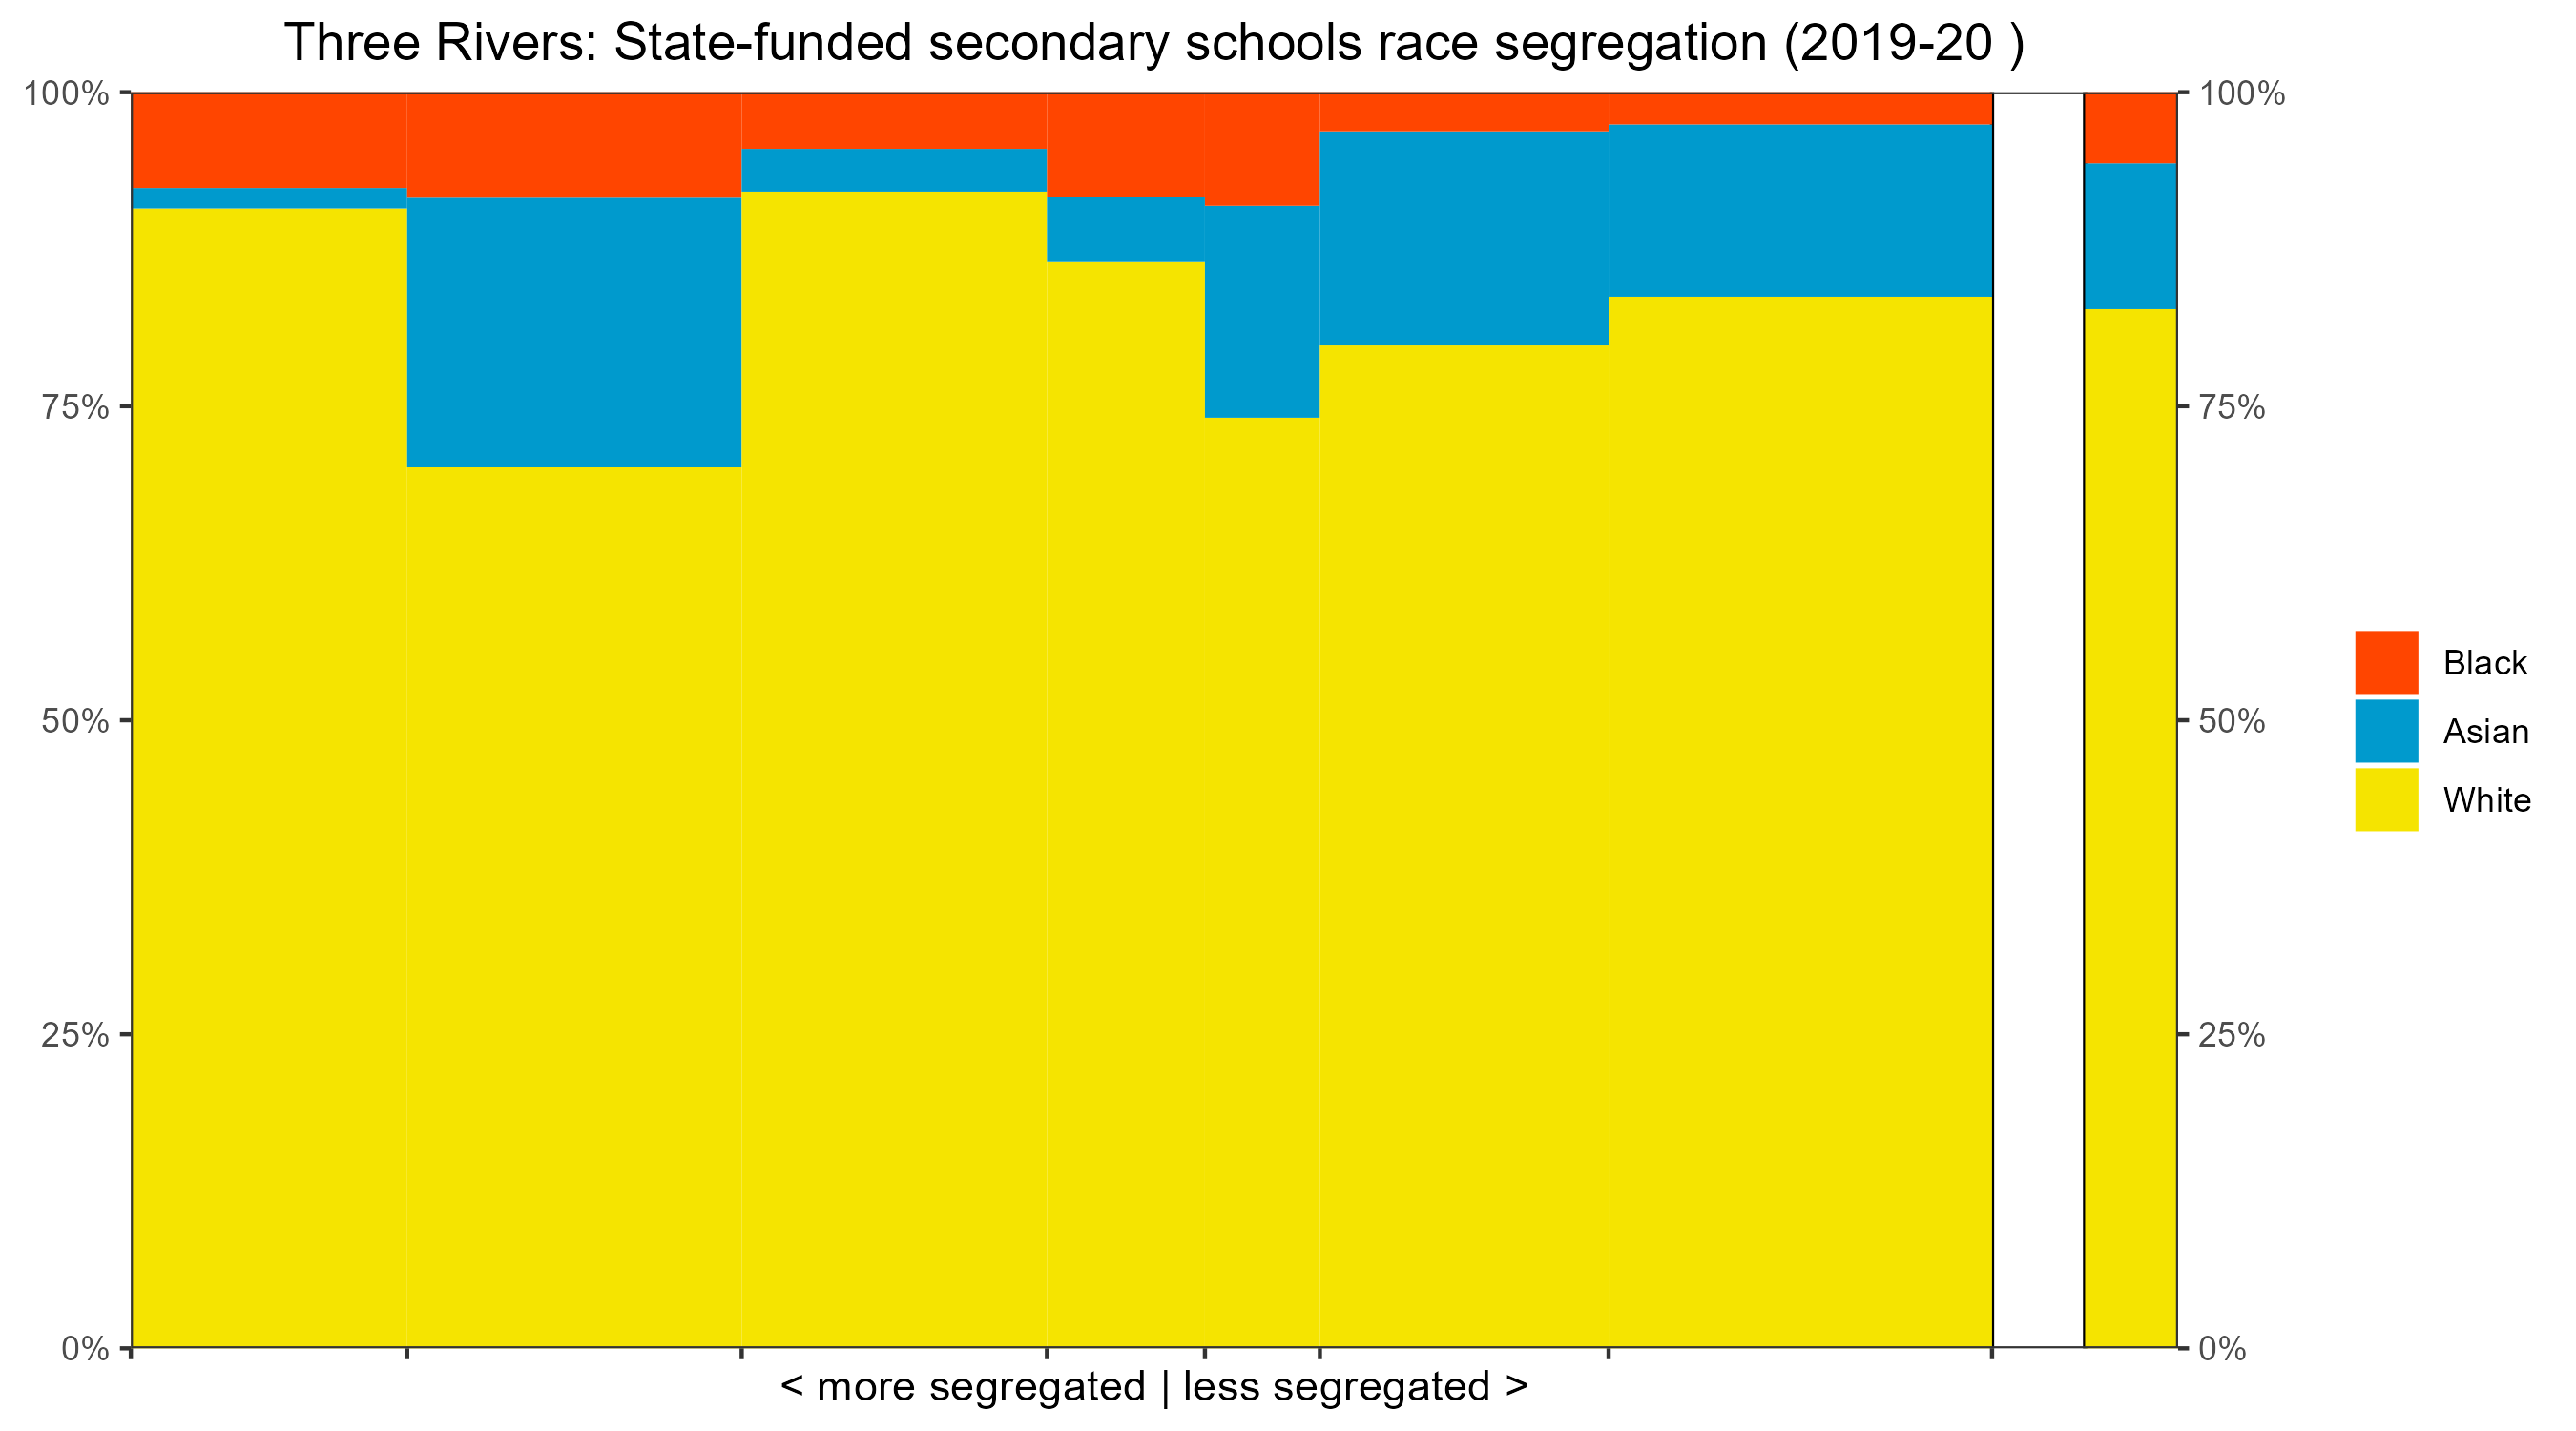 Three Rivers: State-funded secondary schools race segregation (2019-20 )
100%
75%
50%
25%
0%
100%
75%
50%
25%
0%
Black
Asian
White
< more segregated | less segregated >